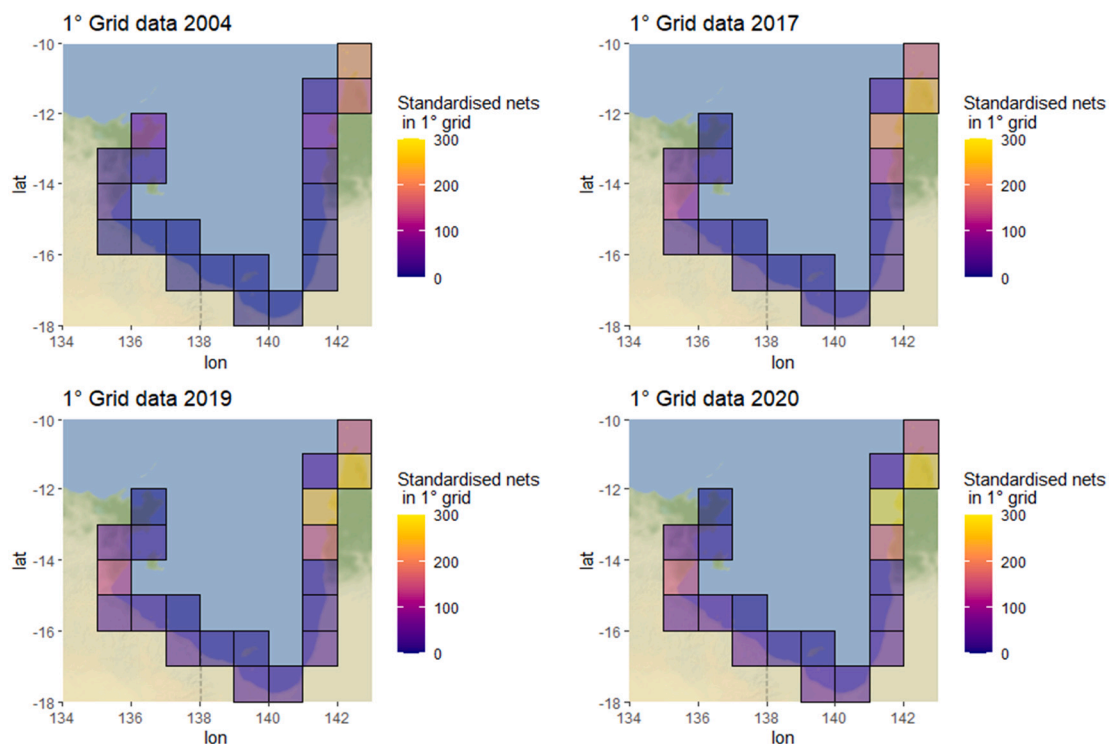 1° Grid data 2004
-10
-12
-14
-16
-18
lat
134
136
138
140
142
lon
Standardised nets
in 1° grid
300
200
100
0
1° Grid data 2017
-10
-12
-14
-16
-18
lat
134
136
138
140
142
lon
Standardised nets
in 1° grid
300
200
100
0
1° Grid data 2019
-10
-12
-14
-16
-18
lat
134
136
138
140
142
lon
Standardised nets
in 1° grid
300
200
100
0
1° Grid data 2020
-10
-12
-14
-16
-18
lat
134
136
138
140
142
lon
Standardised nets
in 1° grid
300
200
100
0